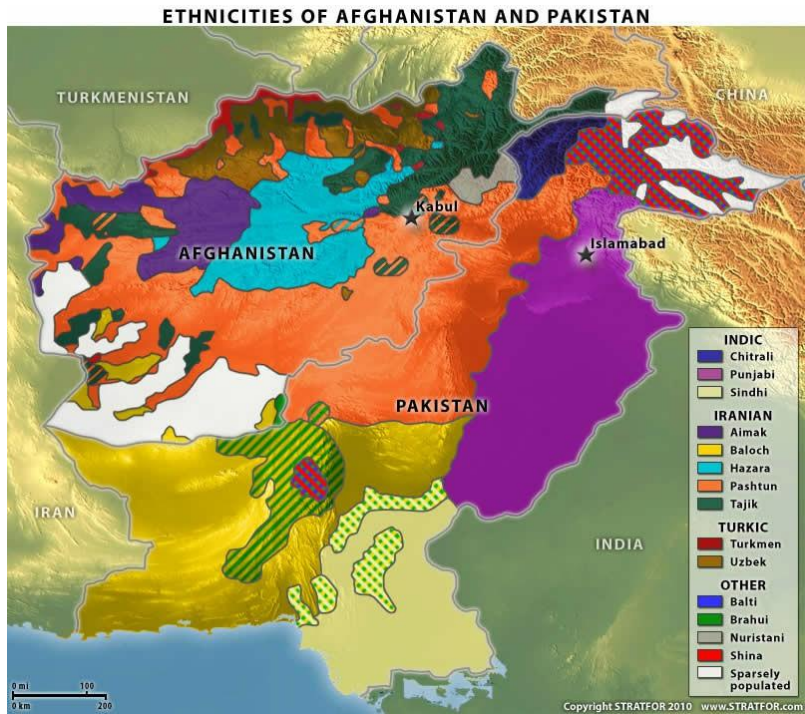 ETHNICITIES OF AFGHANISTAN AND PAKISTAN
TURKMENISTAN
CHINA
Kabul
Islamabad
AFGHANISTAN
PAKISTAN
IRAN
INDIA
INDIC
Chitrali
Punjabi
Sindhi
IRANIAN
Aimak
Baloch
Hazara
Pashtun
Tajik
TURKIC
Turkmen
Uzbek
OTHER
Balti
Brahui
Nuristani
Shina
Sparsely
populated
0 mi 100
0 km 200
Copyright STRATFOR 2010 www.STRATFOR.com